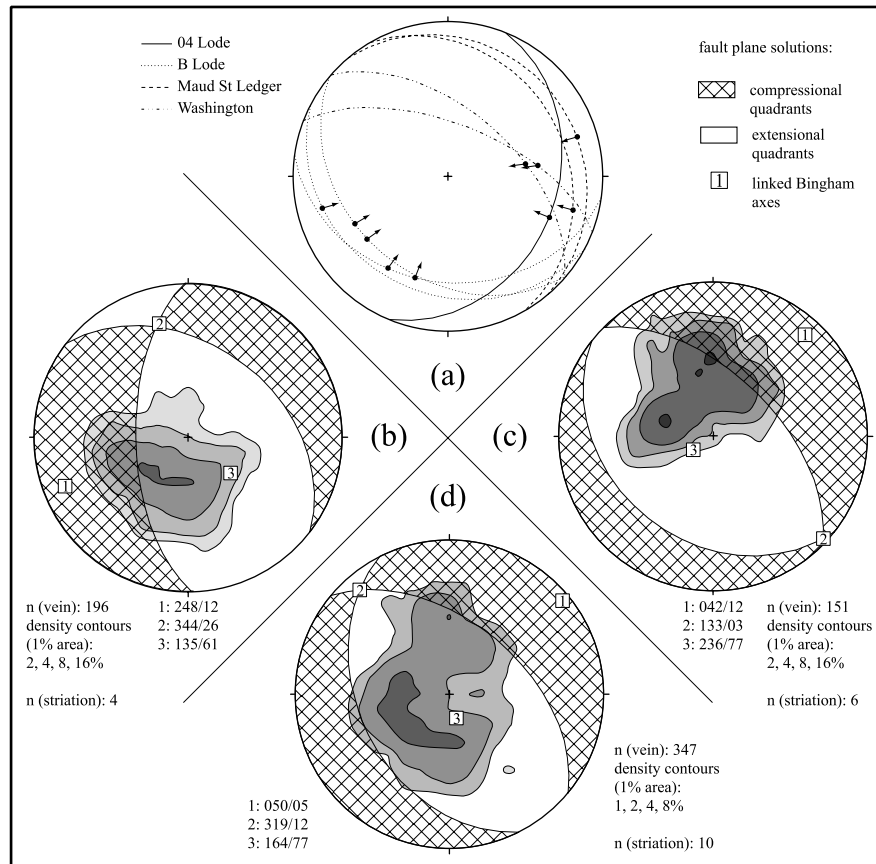 04 Lode
B Lode
Maud St Ledger
Washington
fault plane solutions:
compressional
quadrants
extensional
quadrants
1 linked Bingham
axes
(a)
(b)
(c)
(d)
2
1
3
1
3
2
2
1
3
n (vein): 196
density contours
(1% area):
2, 4, 8, 16%
n (striation): 4
1: 248/12
2: 344/26
3: 135/61
1: 042/12
2: 133/03
3: 236/77
n (vein): 151
density contours
(1% area):
2, 4, 8, 16%
n (striation): 6
1: 050/05
2: 319/12
3: 164/77
n (vein): 347
density contours
(1% area):
1, 2, 4, 8%
n (striation): 10